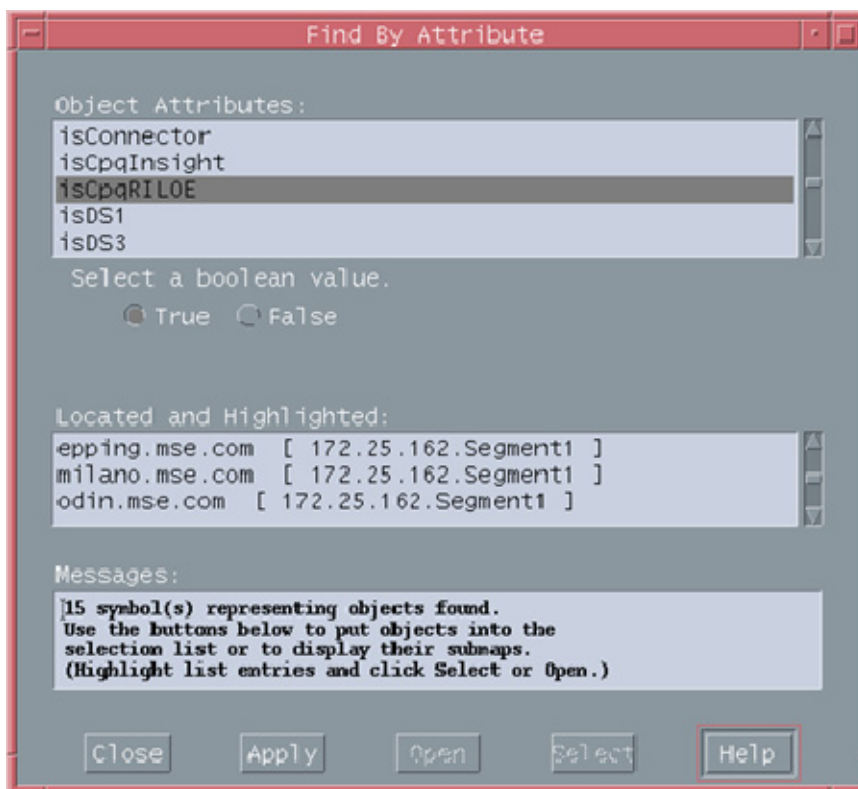 Find By Attribute
Object Attributes:
isConnector
isCpqInsight
isCpqRILOE
isDS1
isDS3
Select a boolean value.
True False
Located and Highlighted:
epping.mse.com [ 172.25.162.Segment1 ]
milano.mse.com [ 172.25.162.Segment1 ]
odin.mse.com [ 172.25.162.Segment1 ]
Messages:
15 symbol(s) representing objects found.
Use the buttons below to put objects into the
selection list or to display their submaps.
(Highlight list entries and click Select or Open.)
Close Apply Open Select Help